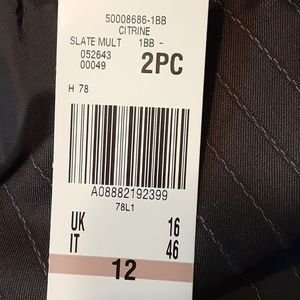 50008686-1BB
CITRINE
SLATE MULT 1BB -
052643 2PC
00049
H 78
A08882192399
78L1
UK 16
IT 46
12